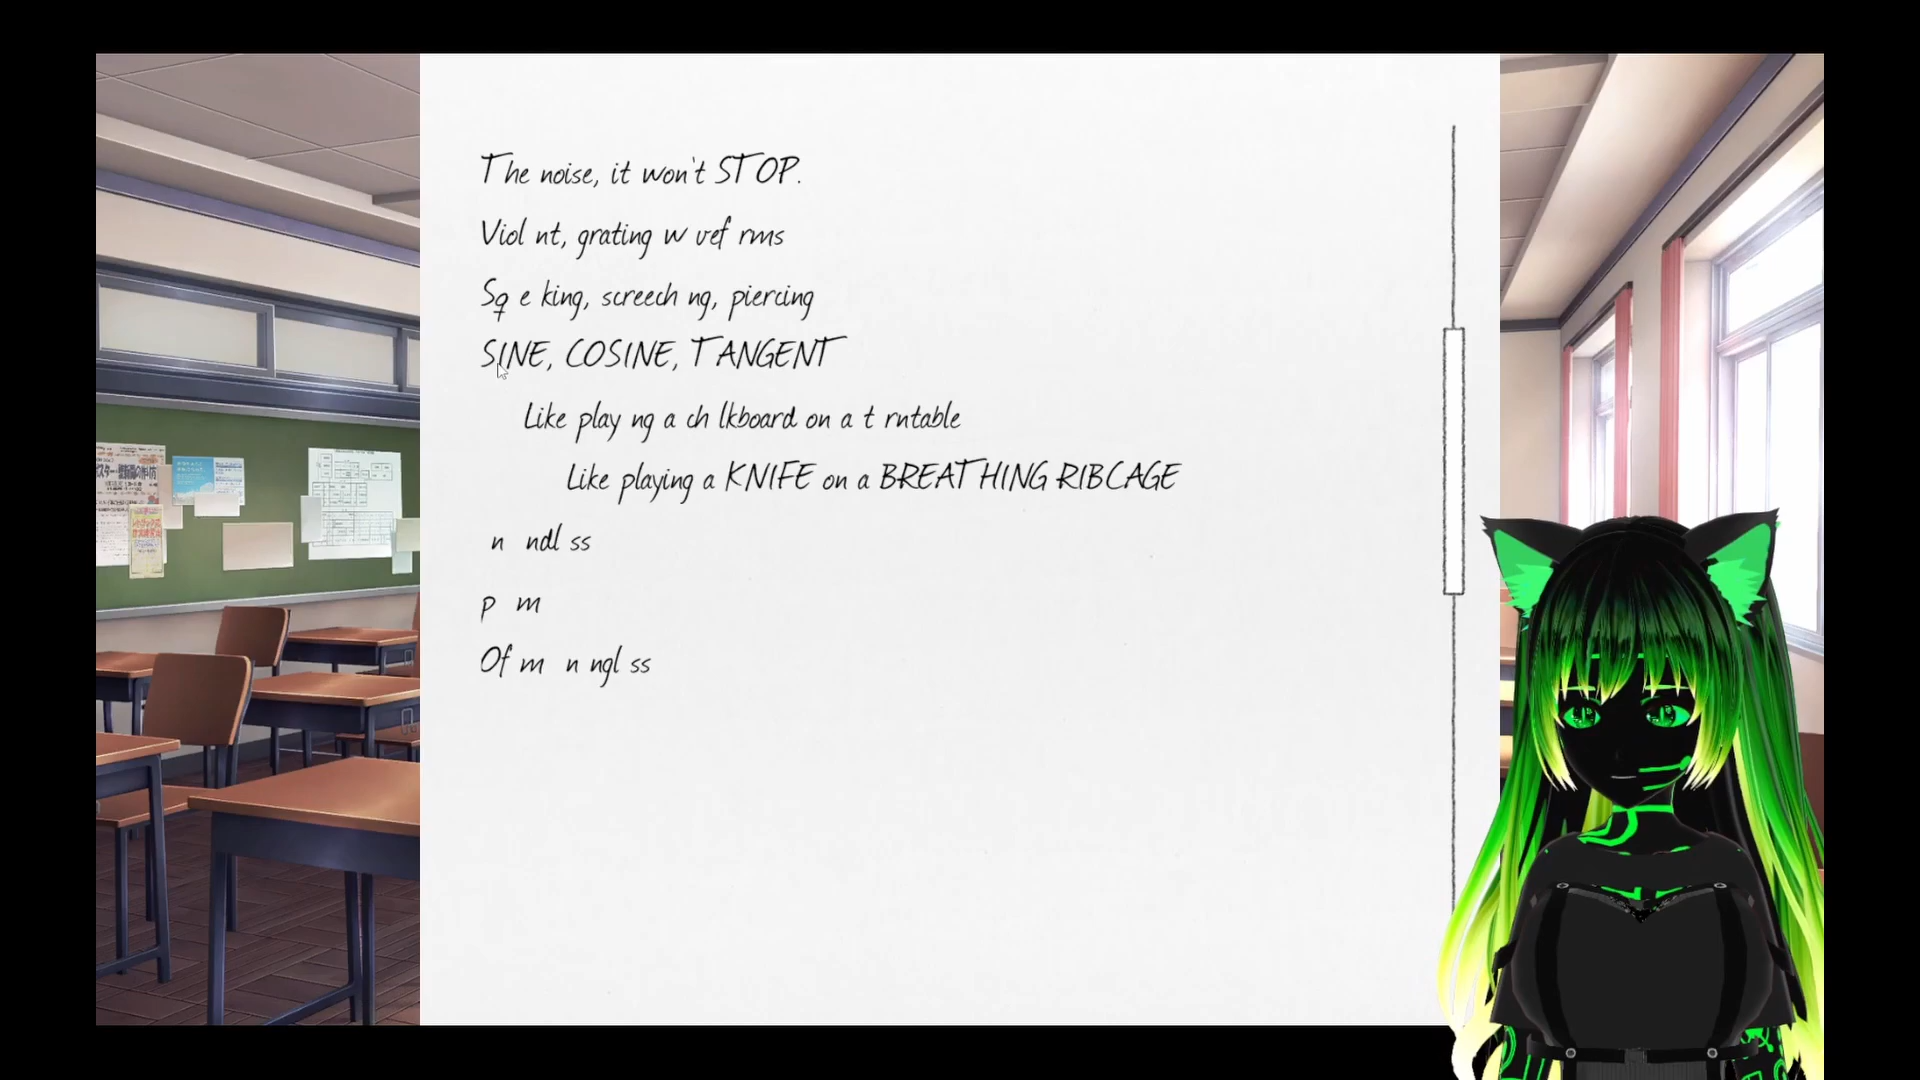 The noise, it won't STOP.
Viol nt, grating w vef rms
Sq e king, screech ng, piercing
SINE, COSINE, TANGENT
Like play ng a ch lkboard on a t rntable
Like playing a KNIFE on a BREATHING RIBCAGE
n ndl ss
p m
Of m n ngl ss